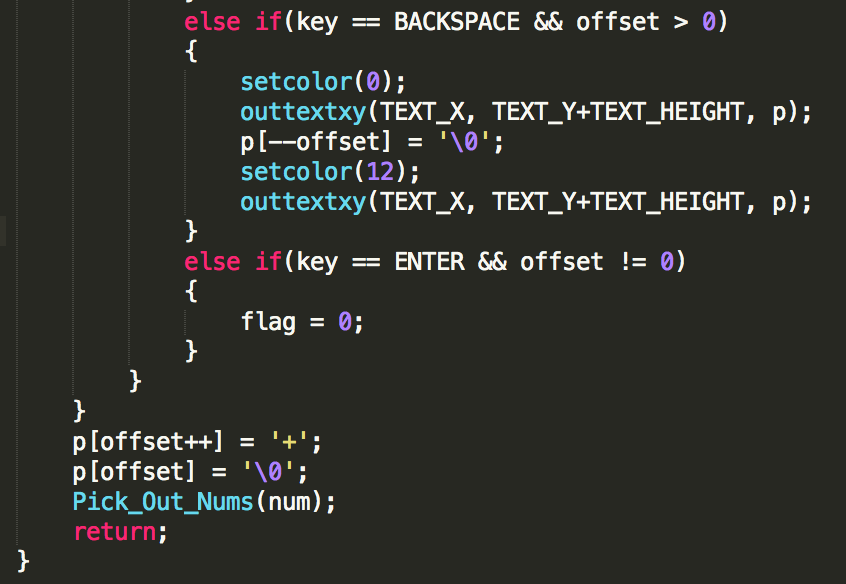 else if(key == BACKSPACE && offset > 0)
{
setcolor(0);
outtextxy(TEXT_X, TEXT_Y+TEXT_HEIGHT, p);
p[--offset] = '\0';
setcolor(12);
outtextxy(TEXT_X, TEXT_Y+TEXT_HEIGHT, p);
}
else if(key == ENTER && offset != 0)
{
flag = 0;
}
}
}
p[offset++] = '+';
p[offset] = '\0';
Pick_Out_Nums(num);
return;
}